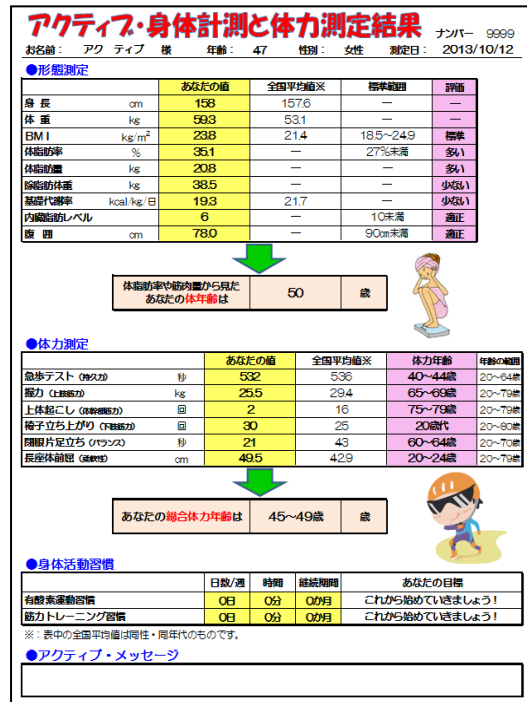 アクティブ・身体計測と体力測定結果 ナンバー 9999
お名前： アク ティブ 様 年齢： 47 性別： 女性 測定日： 2013/10/12
●形態測定
あなたの値 全国平均値※ 標準範囲 評価
身 長 cm 158 157.6 － －
体 重 kg 59.3 53.1 － －
BMI kg/m² 23.8 21.4 18.5～24.9 標準
体脂肪率 % 35.1 － 27%未満 多い
体脂肪量 kg 20.8 － － 多い
除脂肪体重 kg 38.5 － － 少ない
基礎代謝率 kcal/kg/日 19.3 21.7 － 少ない
内臓脂肪レベル 6 － 10未満 適正
腹 囲 cm 78.0 － 90cm未満 適正
体脂肪率や筋肉量から見た
あなたの体年齢は 50 歳
●体力測定
あなたの値 全国平均値※ 体力年齢 年齢の範囲
急歩テスト（持久力） 秒 532 536 40～44歳 20～64歳
握力（上肢筋力） kg 25.5 29.4 65～69歳 20～79歳
上体起こし（体幹部筋力） 回 2 16 75～79歳 20～79歳
椅子立ち上がり（下肢筋力） 回 30 25 20歳代 20～80歳
閉眼片足立ち（バランス） 秒 21 43 60～64歳 20～70歳
長座体前屈（柔軟性） cm 49.5 42.9 20～24歳 20～79歳
あなたの総合体力年齢は 45～49歳 歳
●身体活動習慣
日数/週 時間 継続期間 あなたの目標
有酸素運動習慣 0日 0分 0か月 これから始めていきましょう！
筋力トレーニング習慣 0日 0分 0か月 これから始めていきましょう！
※：表中の全国平均値は同性・同年代のものです。
●アクティブ・メッセージ